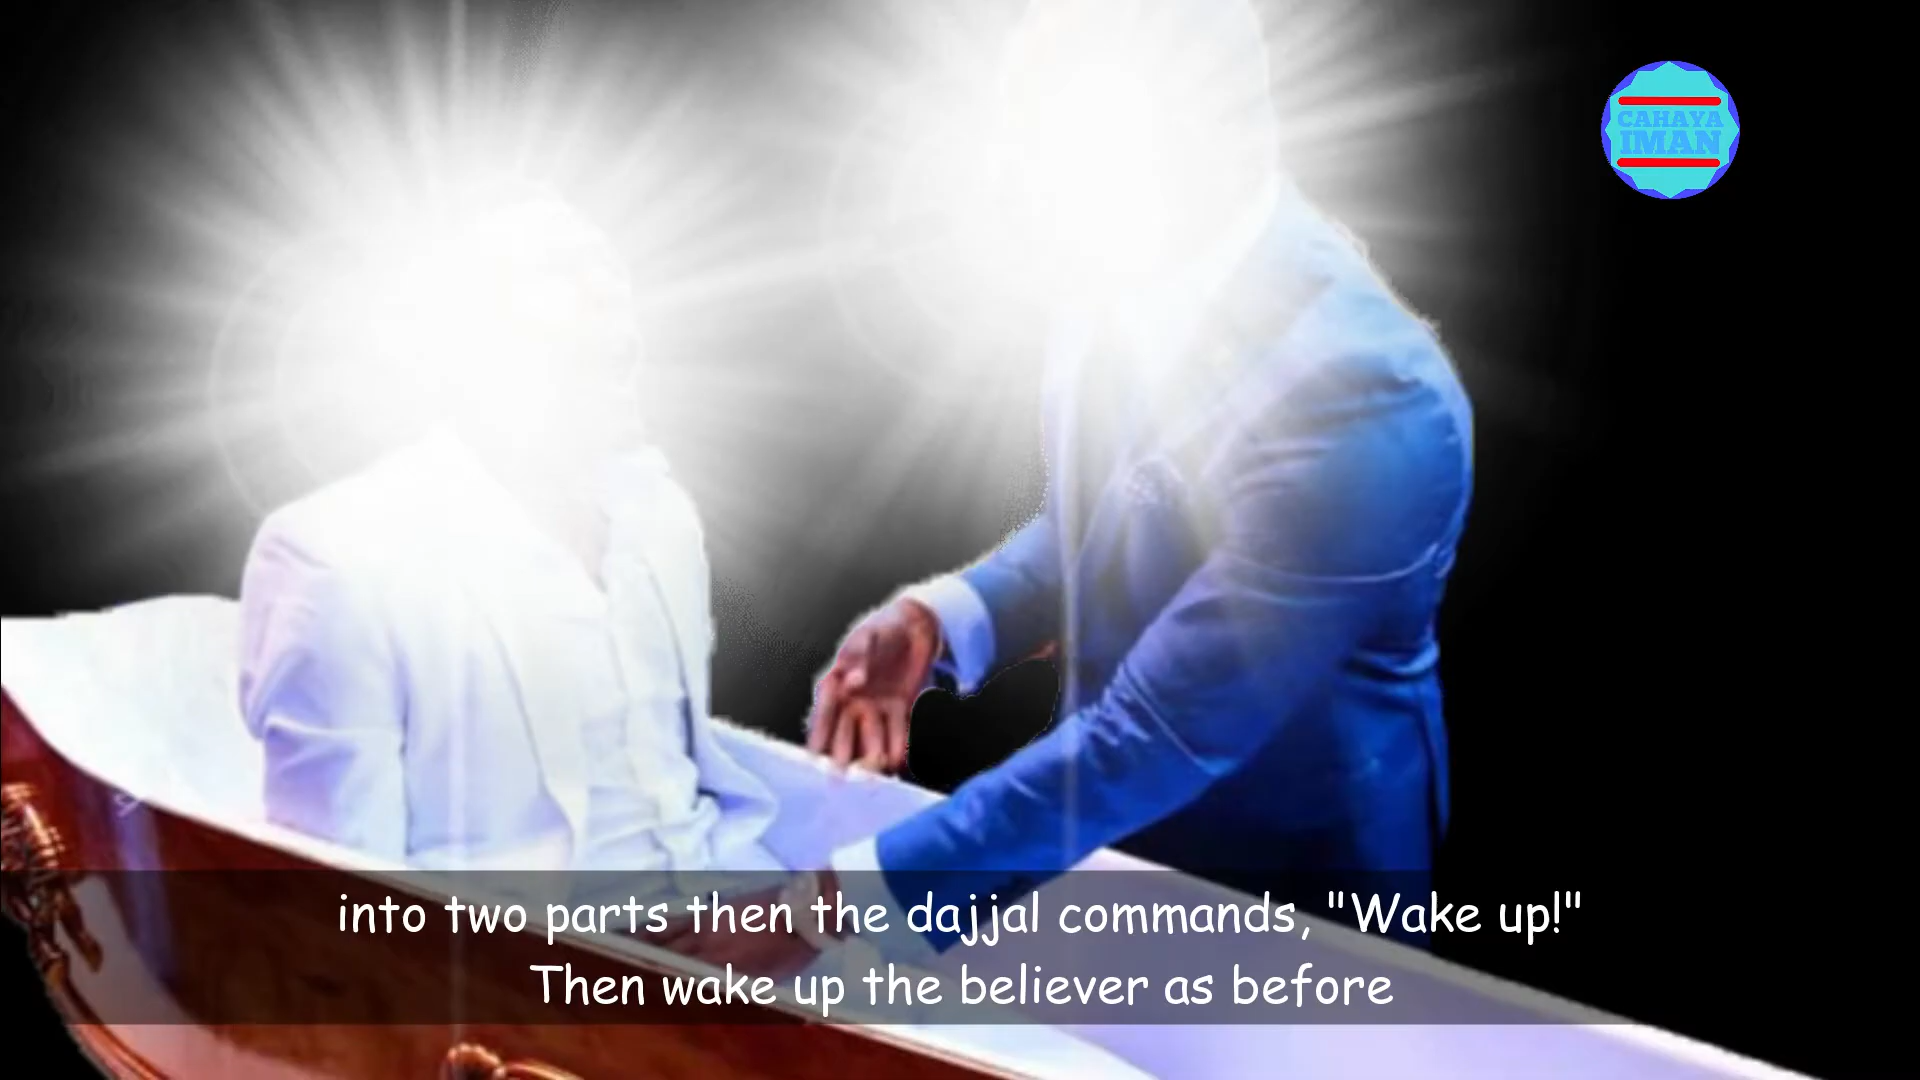 CAHAYA
IMAN
into two parts then the dajjal commands, "Wake up!"
Then wake up the believer as before